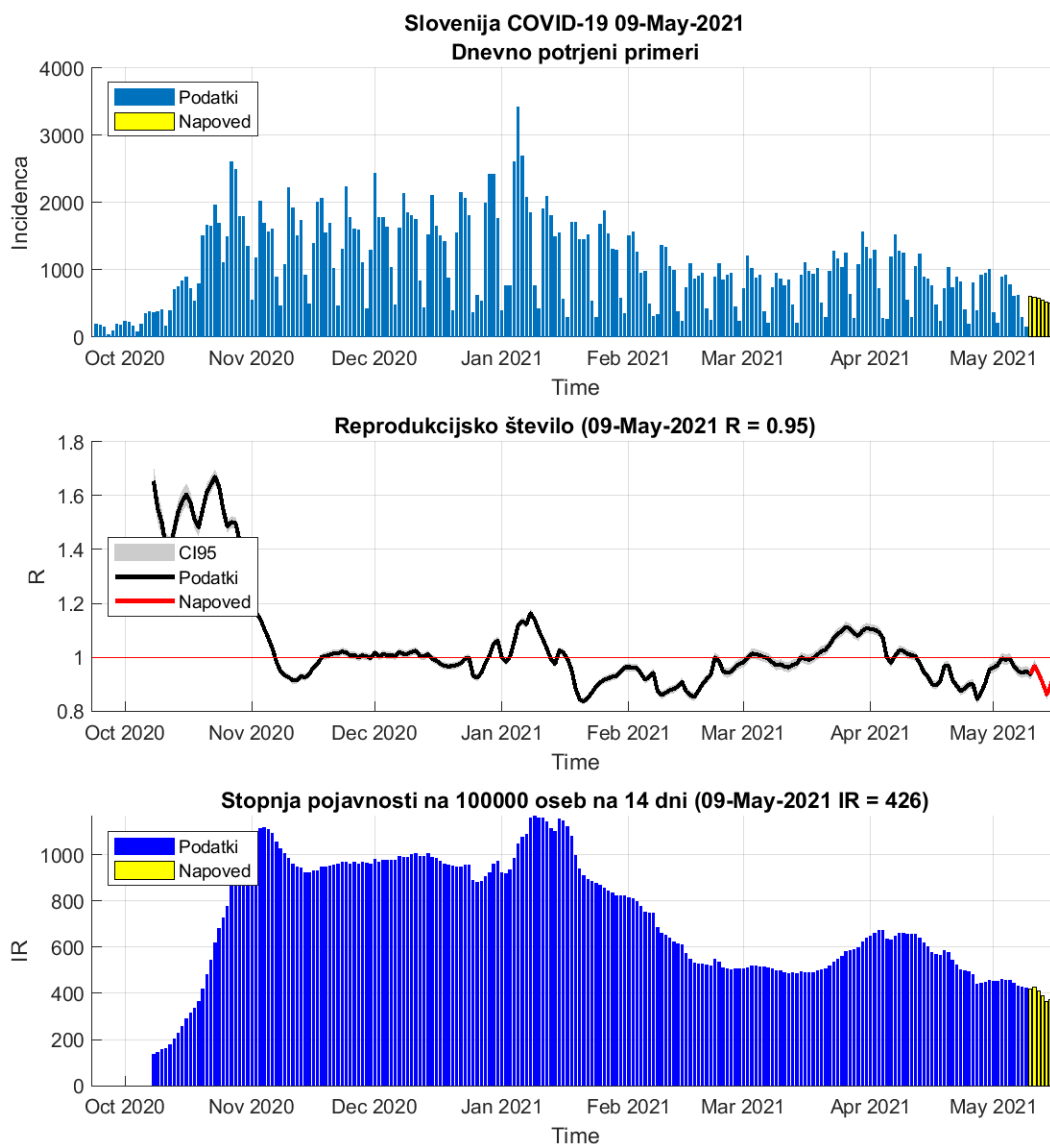 Slovenija COVID-19 09-May-2021
Dnevno potrjeni primeri
4000
3000
2000
1000
0
Incidenca
Podatki
Napoved
Oct 2020 Nov 2020 Dec 2020 Jan 2021 Feb 2021 Mar 2021 Apr 2021 May 2021
Time
Reprodukcijsko število (09-May-2021 R = 0.95)
1.8
1.6
1.4
1.2
1
0.8
R
CI95
Podatki
Napoved
Oct 2020 Nov 2020 Dec 2020 Jan 2021 Feb 2021 Mar 2021 Apr 2021 May 2021
Time
Stopnja pojavnosti na 100000 oseb na 14 dni (09-May-2021 IR = 426)
1000
800
600
400
200
0
IR
Podatki
Napoved
Oct 2020 Nov 2020 Dec 2020 Jan 2021 Feb 2021 Mar 2021 Apr 2021 May 2021
Time